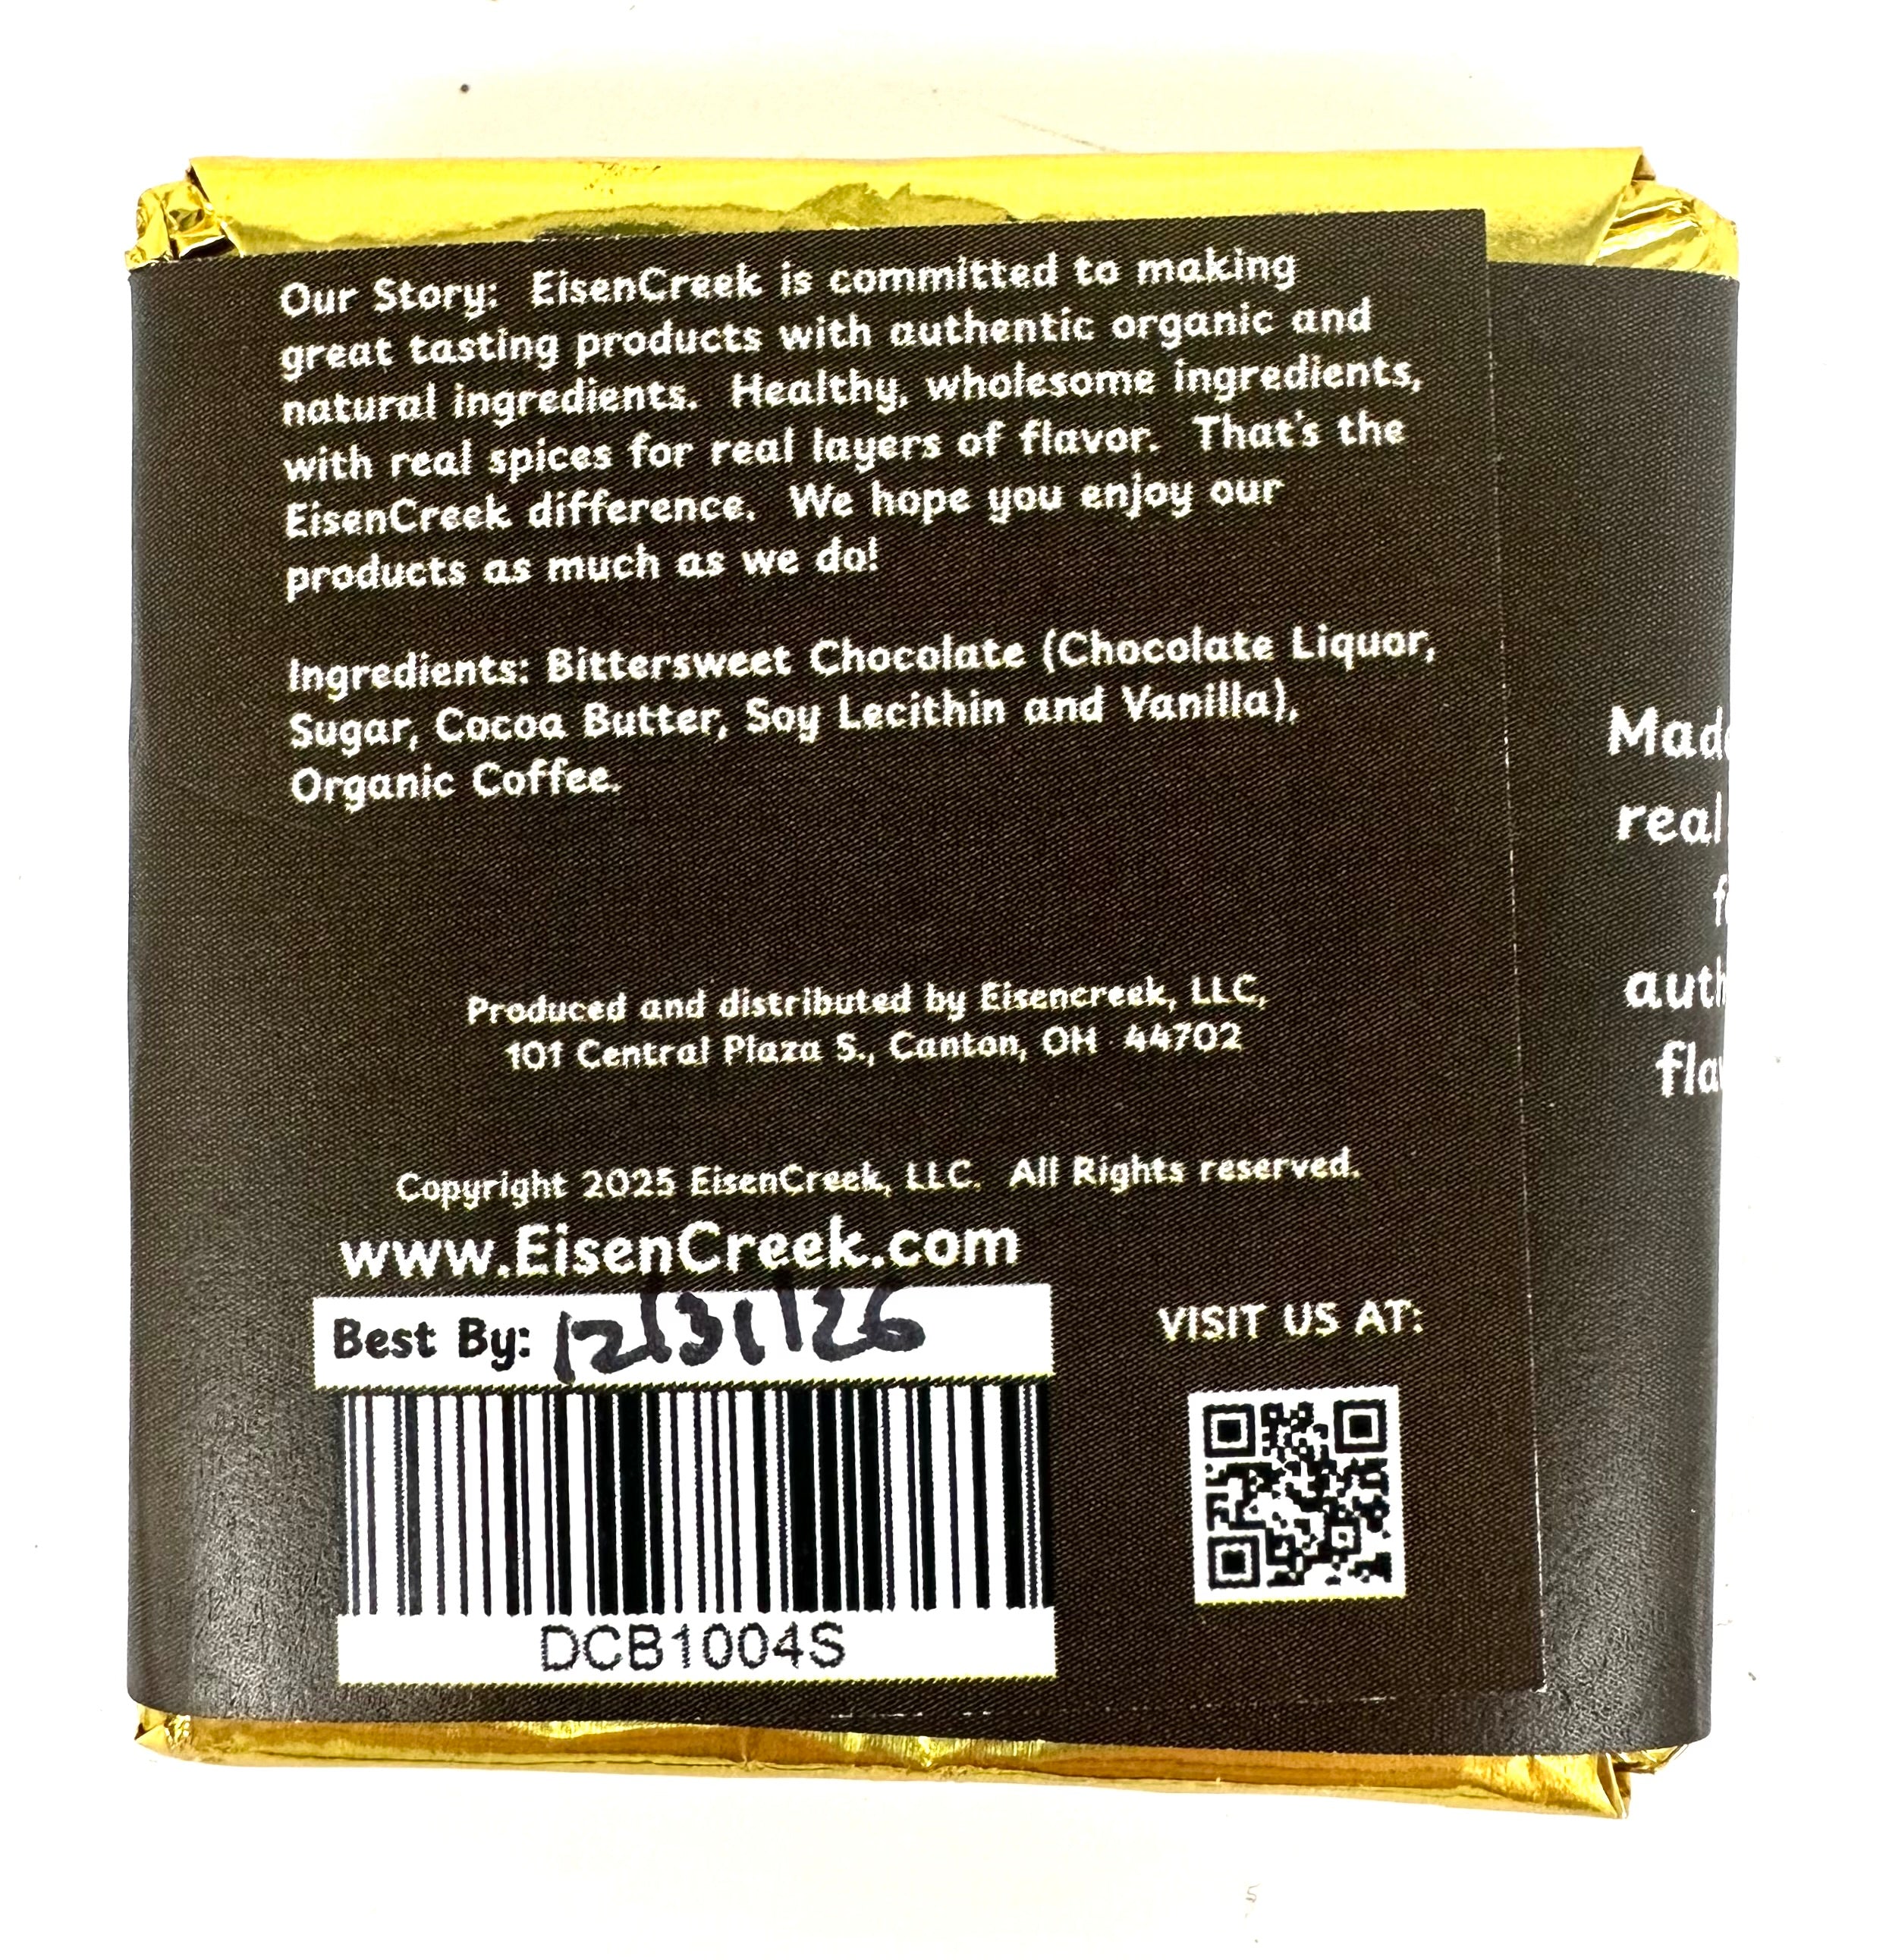 Our Story:  EisenCreek is committed to making
great tasting products with authentic organic and
natural ingredients.  Healthy, wholesome ingredients,
with real spices for real layers of flavor.  That's the
EisenCreek difference.  We hope you enjoy our
products as much as we do!
Ingredients: Bittersweet Chocolate (Chocolate Liquor,
Sugar, Cocoa Butter, Soy Lecithin and Vanilla),
Organic Coffee.
Produced and distributed by Eisencreek, LLC,
101 Central Plaza S., Canton, OH  44702
Copyright 2025 EisenCreek, LLC.  All Rights reserved.
www.EisenCreek.com
Best By: 12/31/26
DCB1004S
VISIT US AT:
real